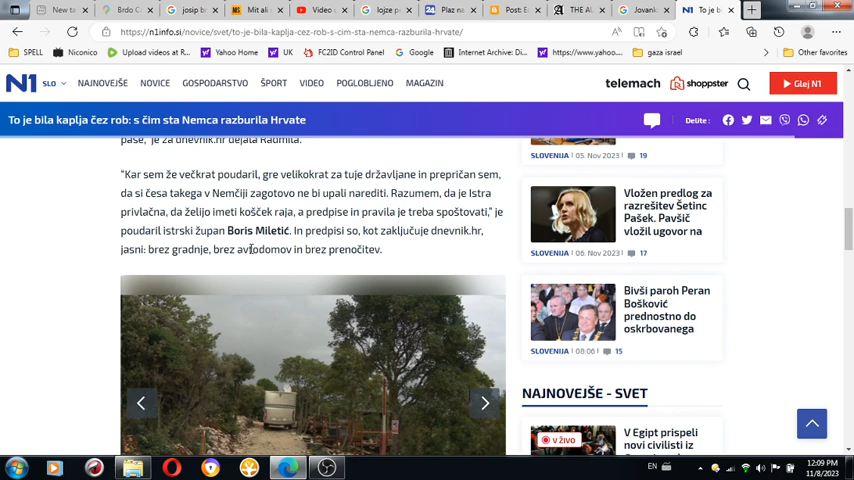 New ta
Brdo C
josip b
Mit ali
Video
lojze p
Plaz na
Post: E
THE A
Jovank
To je b
https://n1info.si/novice/svet/to-je-bila-kaplja-cez-rob-s-cim-sta-nemca-razburila-hrvate/
SPELL
Niconico
Upload videos at R...
Yahoo Home
UK
FC2ID Control Panel
Google
Internet Archive: Di...
https://www.yahoo....
gaza israel
Other favorites
N1 SLO
NAJNOVEJŠE
NOVICE
GOSPODARSTVO
ŠPORT
VIDEO
POGLOBLJENO
MAGAZIN
telemach
shoppster
Glej N1
To je bila kaplja čez rob: s čim sta Nemca razburila Hrvate
Delite :
paše," je za dnevnik.hr dejala Radmila.
"Kar sem že večkrat poudaril, gre velikokrat za tuje državljane in prepričan sem,
da si česa takega v Nemčiji zagotovo ne bi upali narediti. Razumem, da je Istra
privlačna, da želijo imeti košček raja, a predpise in pravila je treba spoštovati," je
poudaril istrski župan Boris Miletić. In predpisi so, kot zaključuje dnevnik.hr,
jasni: brez gradnje, brez avtodomov in brez prenočitev.
SLOVENIJA | 05. Nov 2023 | 19
Vložen predlog za
razrešitev Šetinc
Pašek. Pavšič
vložil ugovor na
SLOVENIJA | 06. Nov 2023 | 17
Bivši paroh Peran
Bošković
prednostno do
oskrbovanega
SLOVENIJA | 08:06 | 15
NAJNOVEJŠE - SVET
V ŽIVO
V Egipt prispeli
novi civilisti iz
EN
12:09 PM
11/8/2023